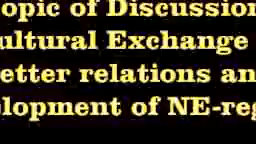 opic of Discussion
ultural Exchange
etter relations an
lopment of NE-reg